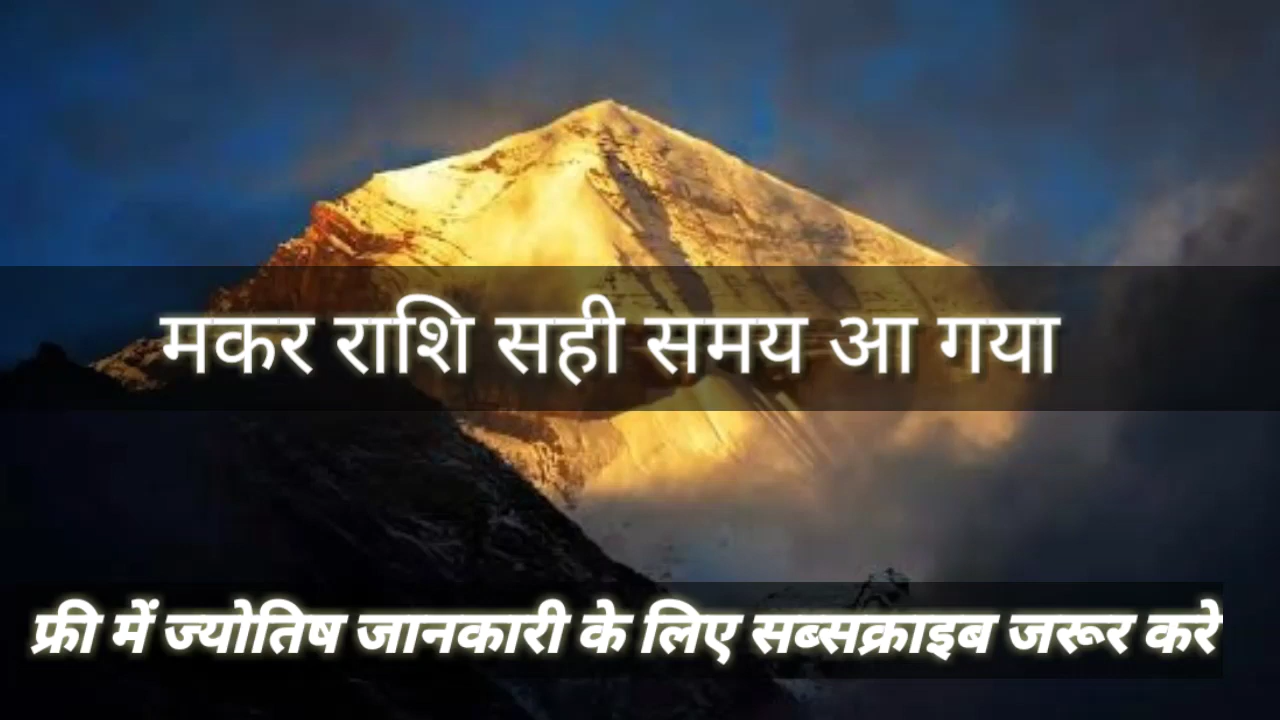 मकर राशि सही समय आ गया
फ्री में ज्योतिष जानकारी के लिए सब्सक्राइब जरूर करे